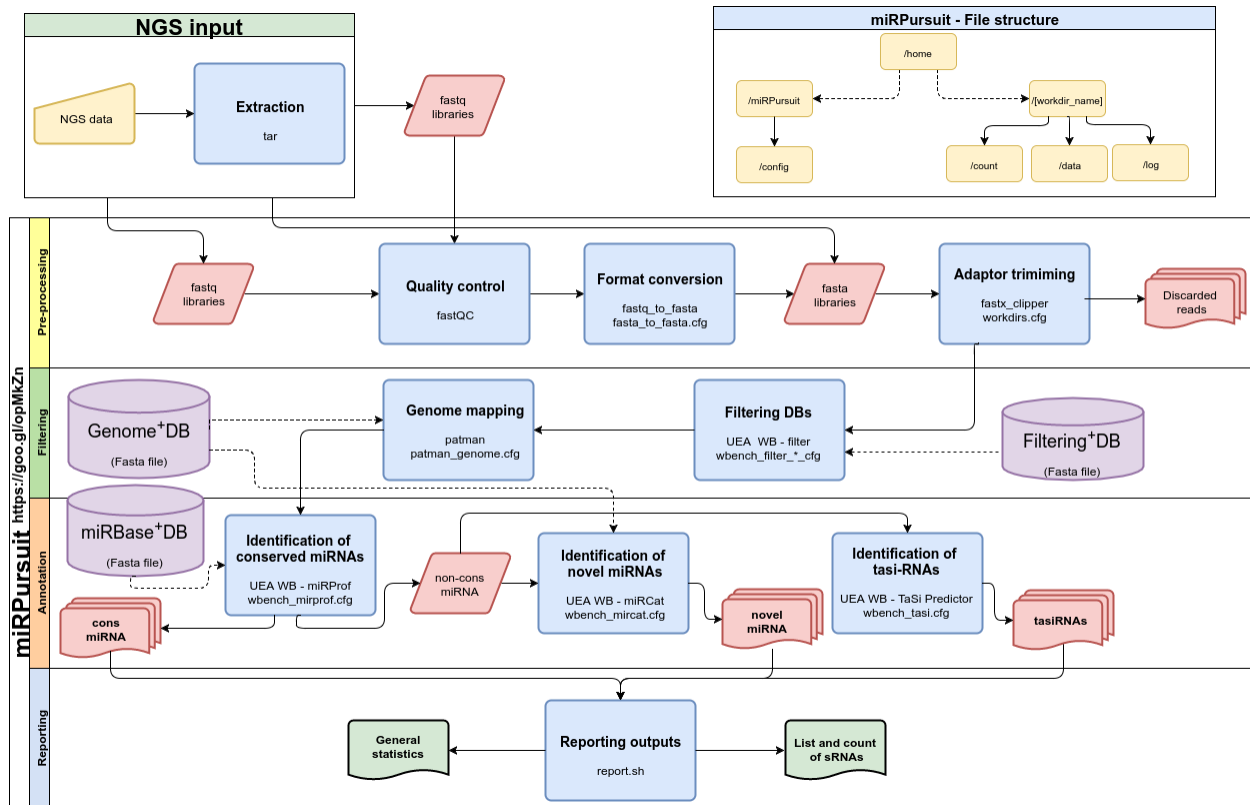 NGS input
NGS data
Extraction
tar
fastq
libraries
miRPursuit - File structure
/home
/miRPursuit
/[workdir_name]
/config
/count
/data
/log
miRPursuit https://goo.gl/opMkZn
Pre-processing
fastq
libraries
Quality control
fastQC
Format conversion
fastq_to_fasta
fasta_to_fasta.cfg
fasta
libraries
Adaptor trimiming
fastx_clipper
workdirs.cfg
Discarded
reads
Filtering
Genome+DB
(Fasta file)
Genome mapping
patman
patman_genome.cfg
Filtering DBs
UEA WB - filter
wbench_filter_*_cfg
Filtering+DB
(Fasta file)
Annotation
miRBase+DB
(Fasta file)
Identification of
conserved miRNAs
UEA WB - miRProf
wbench_mirprof.cfg
non-cons
miRNA
Identification of
novel miRNAs
UEA WB - miRCat
wbench_mircat.cfg
Identification of
tasi-RNAs
UEA WB - TaSi Predictor
wbench_tasi.cfg
cons
miRNA
novel
miRNA
tasiRNAs
Reporting
General
statistics
Reporting outputs
report.sh
List and count
of sRNAs